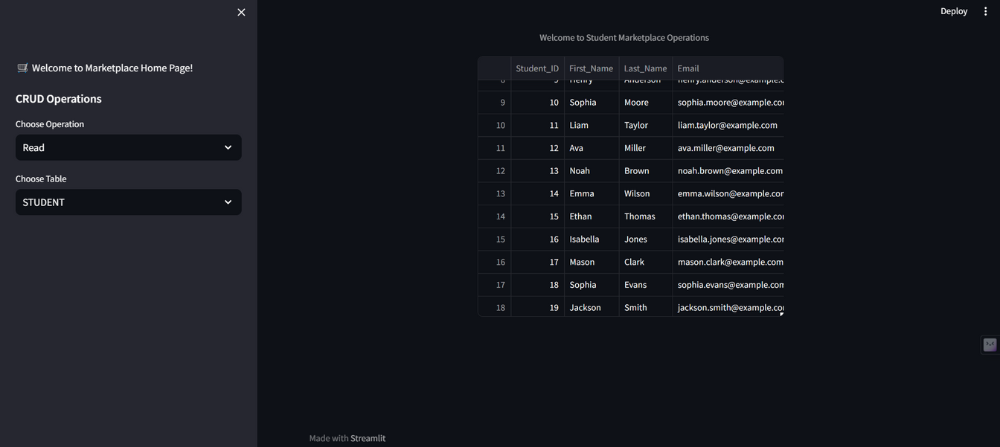 Deploy
🛒 Welcome to Marketplace Home Page!
CRUD Operations
Choose Operation
Read
Choose Table
STUDENT
Welcome to Student Marketplace Operations
Student_ID First_Name Last_Name Email
8 9 Henry Anderson henry.anderson@example.c
9 10 Sophia Moore sophia.moore@example.com
10 11 Liam Taylor liam.taylor@example.com
11 12 Ava Miller ava.miller@example.com
12 13 Noah Brown noah.brown@example.com
13 14 Emma Wilson emma.wilson@example.com
14 15 Ethan Thomas ethan.thomas@example.com
15 16 Isabella Jones isabella.jones@example.com
16 17 Mason Clark mason.clark@example.com
17 18 Sophia Evans sophia.evans@example.com
18 19 Jackson Smith jackson.smith@example.com
Made with Streamlit